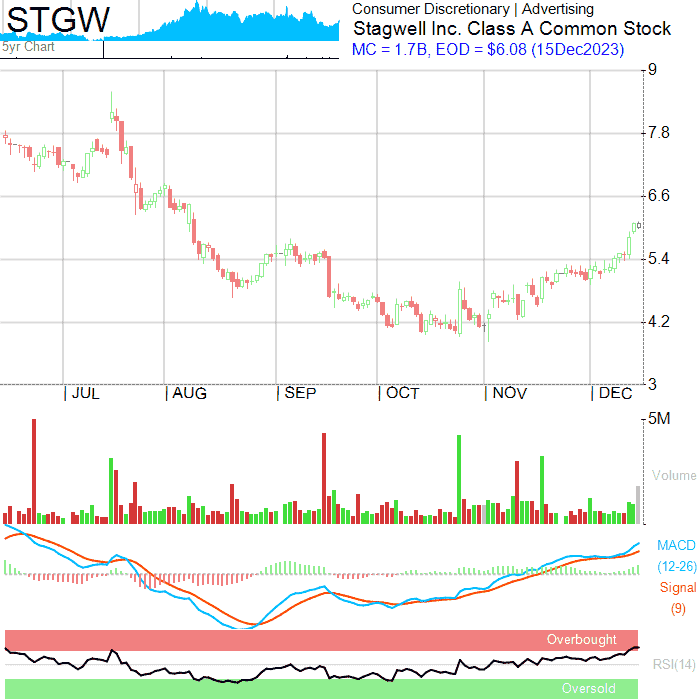 STGW
5yr Chart
Consumer Discretionary | Advertising
Stagwell Inc. Class A Common Stock
MC = 1.7B, EOD = $6.08 (15Dec2023)
9
7.8
6.6
5.4
4.2
3
| JUL | AUG | SEP | OCT | NOV | DEC
5M
Volume
MACD
(12-26)
Signal
(9)
Overbought
RSI(14)
Oversold